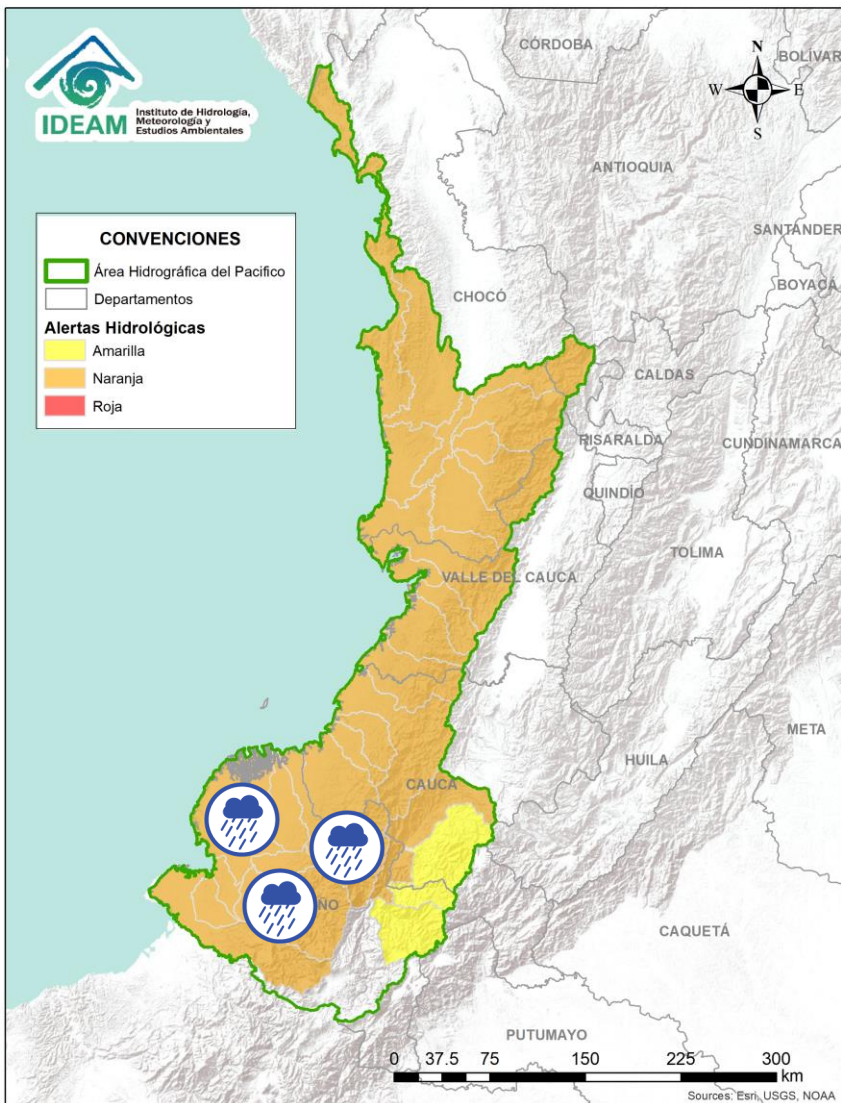 IDEAM
Instituto de Hidrología,
Meteorología y
Estudios Ambientales
N
W
E
S
CONVENCIONES
Área Hidrográfica del Pacifico
Departamentos
Alertas Hidrológicas
Amarilla
Naranja
Roja
CÓRDOBA
BOLÍVAR
ANTIOQUIA
SANTANDER
BOYACÁ
CHOCÓ
CALDAS
RISARALDA
CUNDINAMARCA
QUINDÍO
TOLIMA
VALLE DEL CAUCA
META
HUILA
CAUCA
ÑO
CAQUETÁ
PUTUMAYO
0 37.5 75 150 225 300
km
Sources: Esri, USGS, NOAA